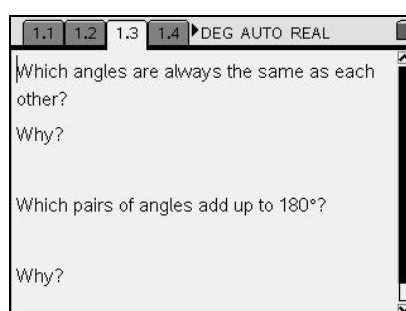 1.1 1.2 1.3 1.4 DEG AUTO REAL
Which angles are always the same as each
other?
Why?
Which pairs of angles add up to 180°?
Why?